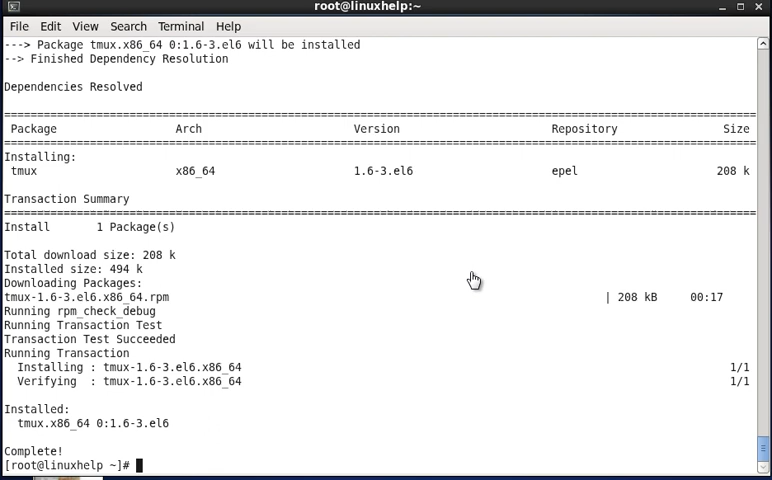 root@linuxhelp:~
File Edit View Search Terminal Help
---> Package tmux.x86_64 0:1.6-3.el6 will be installed
--> Finished Dependency Resolution
Dependencies Resolved
================================================================================
Package Arch Version Repository Size
================================================================================
Installing:
tmux x86_64 1.6-3.el6 epel 208 k
Transaction Summary
================================================================================
Install 1 Package(s)
Total download size: 208 k
Installed size: 494 k
Downloading Packages:
tmux-1.6-3.el6.x86_64.rpm | 208 kB 00:17
Running rpm_check_debug
Running Transaction Test
Transaction Test Succeeded
Running Transaction
Installing : tmux-1.6-3.el6.x86_64 1/1
Verifying : tmux-1.6-3.el6.x86_64 1/1
Installed:
tmux.x86_64 0:1.6-3.el6
Complete!
[root@linuxhelp ~]#